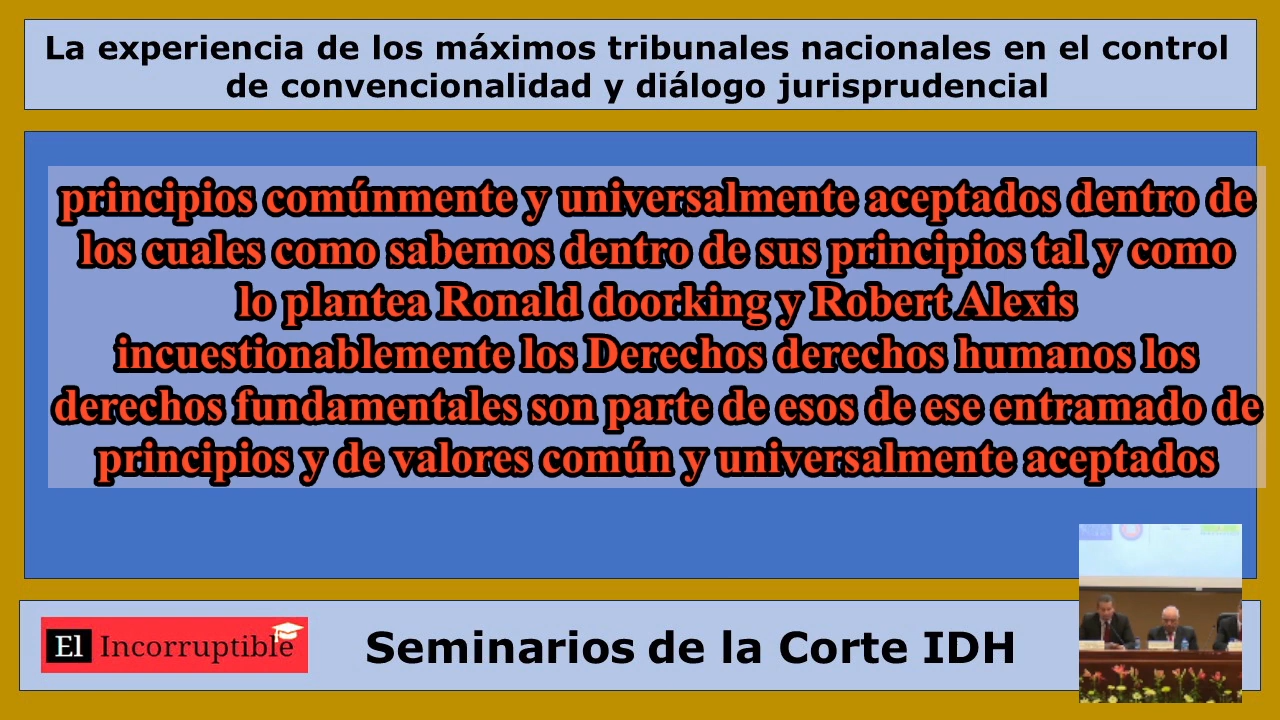 La experiencia de los máximos tribunales nacionales en el control
de convencionalidad y diálogo jurisprudencial
principios comúnmente y universalmente aceptados dentro de
los cuales como sabemos dentro de sus principios tal y como
lo plantea Ronald doorking y Robert Alexis
incuestionablemente los Derechos derechos humanos los
derechos fundamentales son parte de esos de ese entramado de
principios y de valores común y universalmente aceptados
El Incorruptible
Seminarios de la Corte IDH